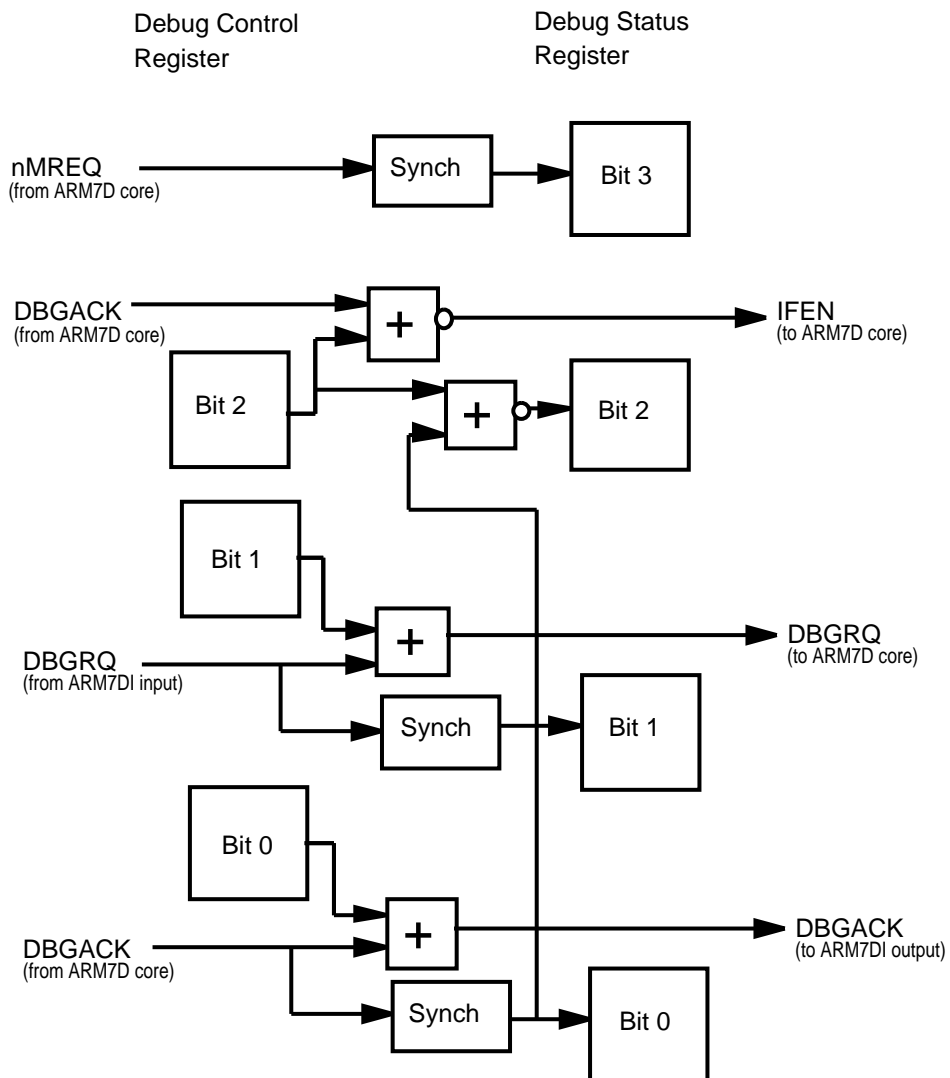 Debug Control
Register
Debug Status
Register
nMREQ
(from ARM7D core)
Synch
Bit 3
DBGACK
(from ARM7D core)
+
IFEN
(to ARM7D core)
Bit 2
+
Bit 2
Bit 1
+
DBGRQ
(from ARM7DI input)
DBGRQ
(to ARM7D core)
Synch
Bit 1
Bit 0
+
DBGACK
(from ARM7D core)
DBGACK
(to ARM7DI output)
Synch
Bit 0